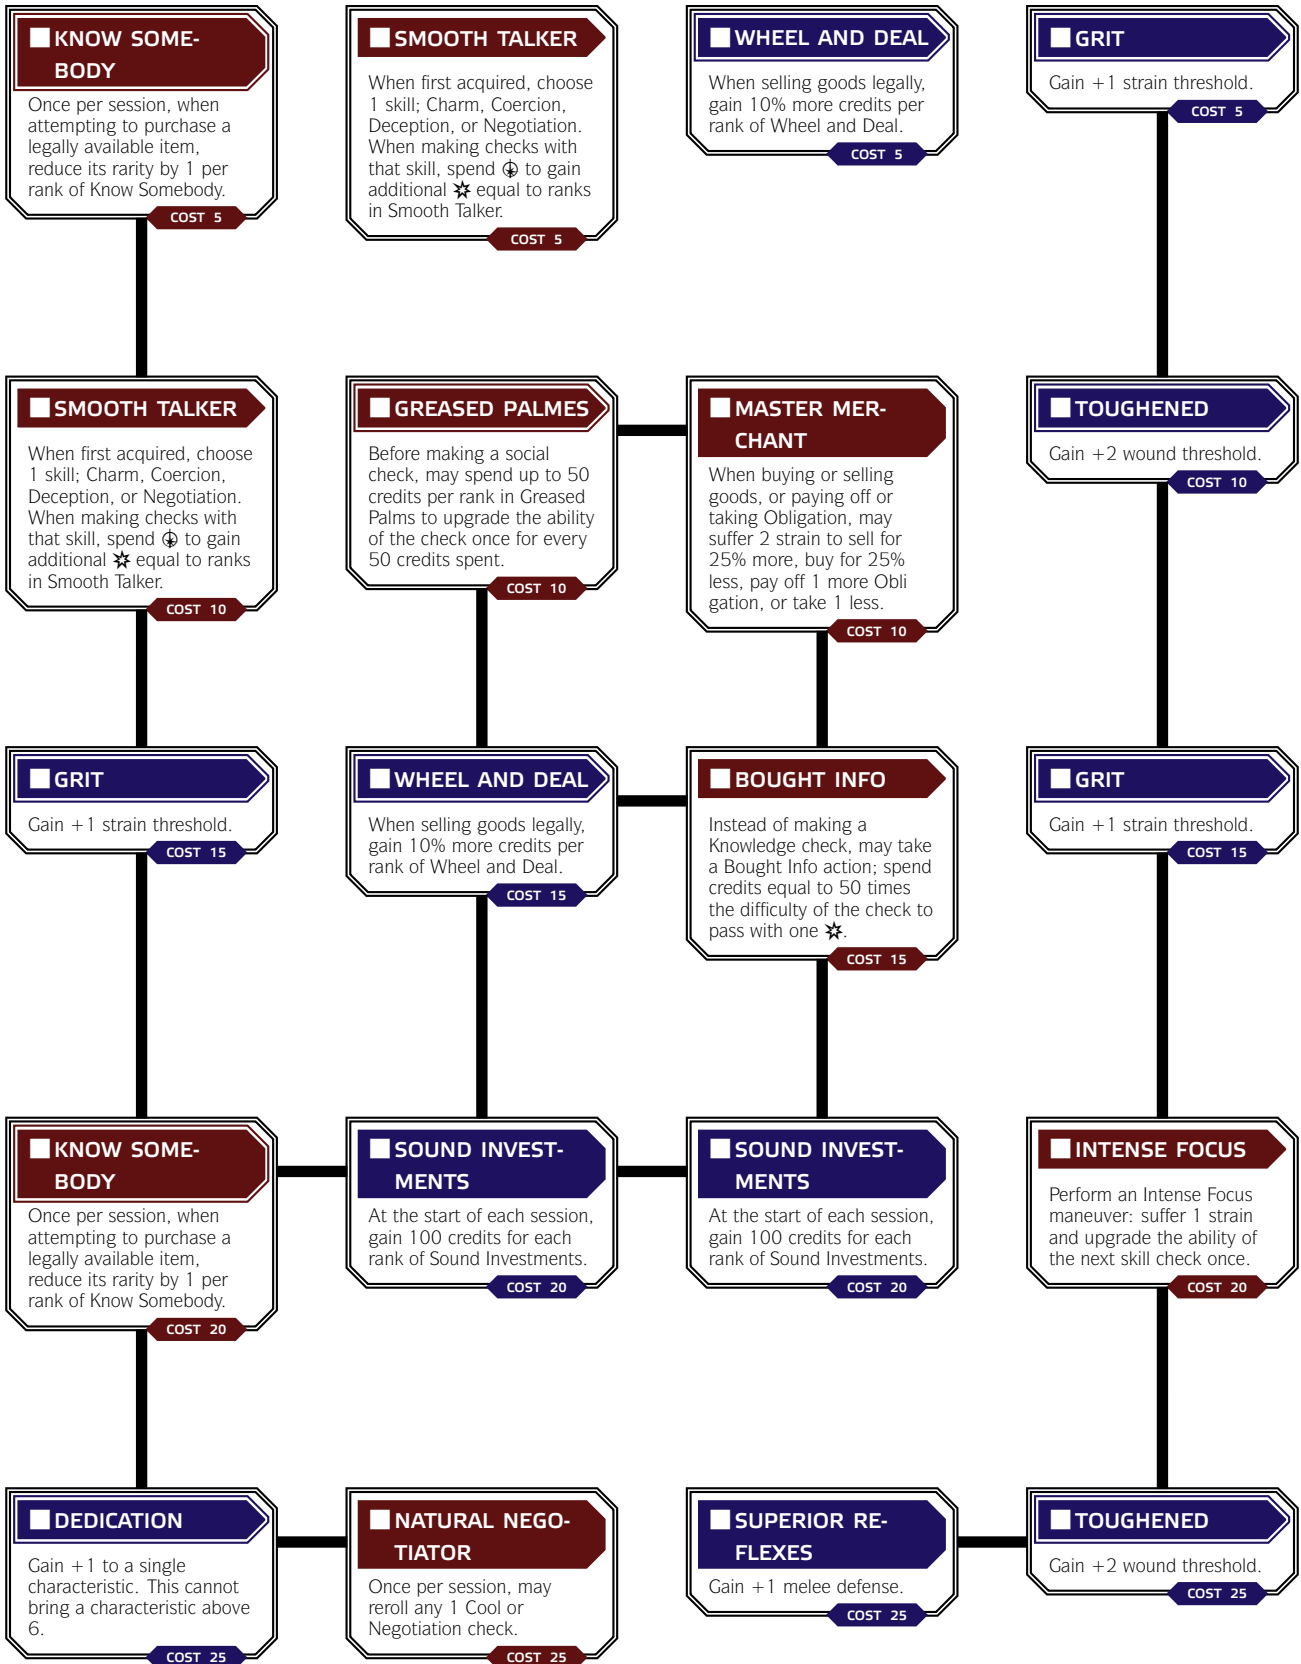 KNOW SOME-
BODY
Once per session, when
attempting to purchase a
legally available item,
reduce its rarity by 1 per
rank of Know Somebody.
COST 5
SMOOTH TALKER
When first acquired, choose
1 skill; Charm, Coercion,
Deception, or Negotiation.
When making checks with
that skill, spend to gain
additional equal to ranks
in Smooth Talker.
COST 5
WHEEL AND DEAL
When selling goods legally,
gain 10% more credits per
rank of Wheel and Deal.
COST 5
GRIT
Gain +1 strain threshold.
COST 5
SMOOTH TALKER
When first acquired, choose
1 skill; Charm, Coercion,
Deception, or Negotiation.
When making checks with
that skill, spend to gain
additional equal to ranks
in Smooth Talker.
COST 10
GREASED PALMES
Before making a social
check, may spend up to 50
credits per rank in Greased
Palms to upgrade the ability
of the check once for every
50 credits spent.
COST 10
MASTER MER-
CHANT
When buying or selling
goods, or paying off or
taking Obligation, may
suffer 2 strain to sell for
25% more, buy for 25%
less, pay off 1 more Obli
gation, or take 1 less.
COST 10
TOUGHENED
Gain +2 wound threshold.
COST 10
GRIT
Gain +1 strain threshold.
COST 15
WHEEL AND DEAL
When selling goods legally,
gain 10% more credits per
rank of Wheel and Deal.
COST 15
BOUGHT INFO
Instead of making a
Knowledge check, may take
a Bought Info action; spend
credits equal to 50 times
the difficulty of the check to
pass with one .
COST 15
GRIT
Gain +1 strain threshold.
COST 15
KNOW SOME-
BODY
Once per session, when
attempting to purchase a
legally available item,
reduce its rarity by 1 per
rank of Know Somebody.
COST 20
SOUND INVEST-
MENTS
At the start of each session,
gain 100 credits for each
rank of Sound Investments.
COST 20
SOUND INVEST-
MENTS
At the start of each session,
gain 100 credits for each
rank of Sound Investments.
COST 20
INTENSE FOCUS
Perform an Intense Focus
maneuver: suffer 1 strain
and upgrade the ability of
the next skill check once.
COST 20
DEDICATION
Gain +1 to a single
characteristic. This cannot
bring a characteristic above
6.
COST 25
NATURAL NEGO-
TIATOR
Once per session, may
reroll any 1 Cool or
Negotiation check.
COST 25
SUPERIOR RE-
FLEXES
Gain +1 melee defense.
COST 25
TOUGHENED
Gain +2 wound threshold.
COST 25